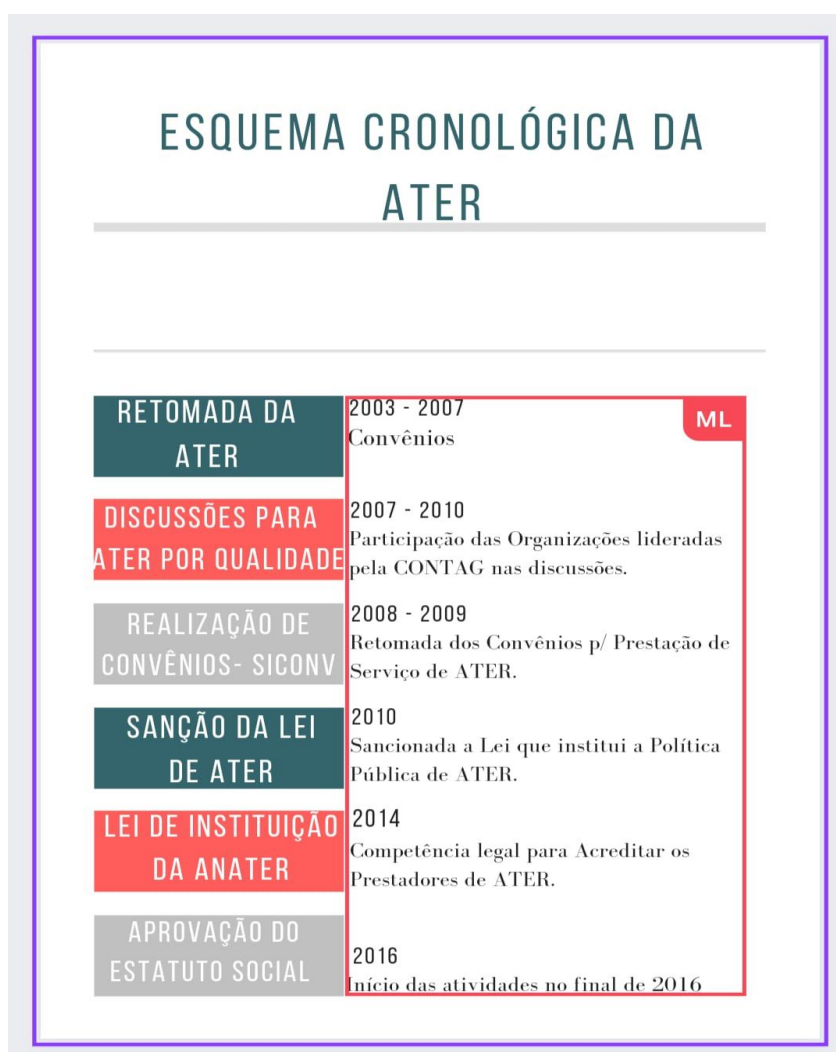 ESQUEMA CRONOLÓGICA DA
ATER
RETOMADA DA
ATER
2003 - 2007
Convênios
ML
DISCUSSÕES PARA
ATER POR QUALIDADE
2007 - 2010
Participação das Organizações lideradas
pela CONTAG nas discussões.
REALIZAÇÃO DE
CONVÊNIOS- SICONV
2008 - 2009
Retomada dos Convênios p/ Prestação de
Serviço de ATER.
SANÇÃO DA LEI
DE ATER
2010
Sancionada a Lei que institui a Política
Pública de ATER.
LEI DE INSTITUIÇÃO
DA ANATER
2014
Competência legal para Acreditar os
Prestadores de ATER.
APROVAÇÃO DO
ESTATUTO SOCIAL
2016
Início das atividades no final de 2016